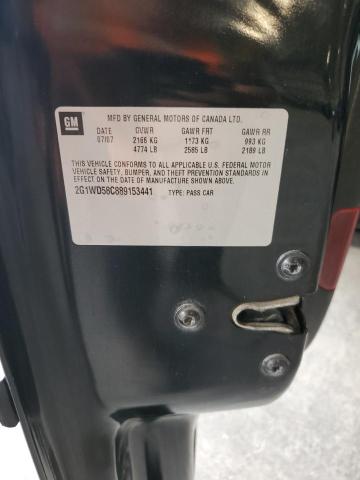 GM
MFD BY GENERAL MOTORS OF CANADA LTD.
DATE GVWR GAWR FRT GAWR RR
07/07 2166 KG 1173 KG 993 KG
4774 LB 2585 LB 2189 LB
THIS VEHICLE CONFORMS TO ALL APPLICABLE U.S. FEDERAL MOTOR
VEHICLE SAFETY, BUMPER, AND THEFT PREVENTION STANDARDS
IN EFFECT ON THE DATE OF MANUFACTURE SHOWN ABOVE.
2G1WD58C889153441 TYPE: PASS CAR